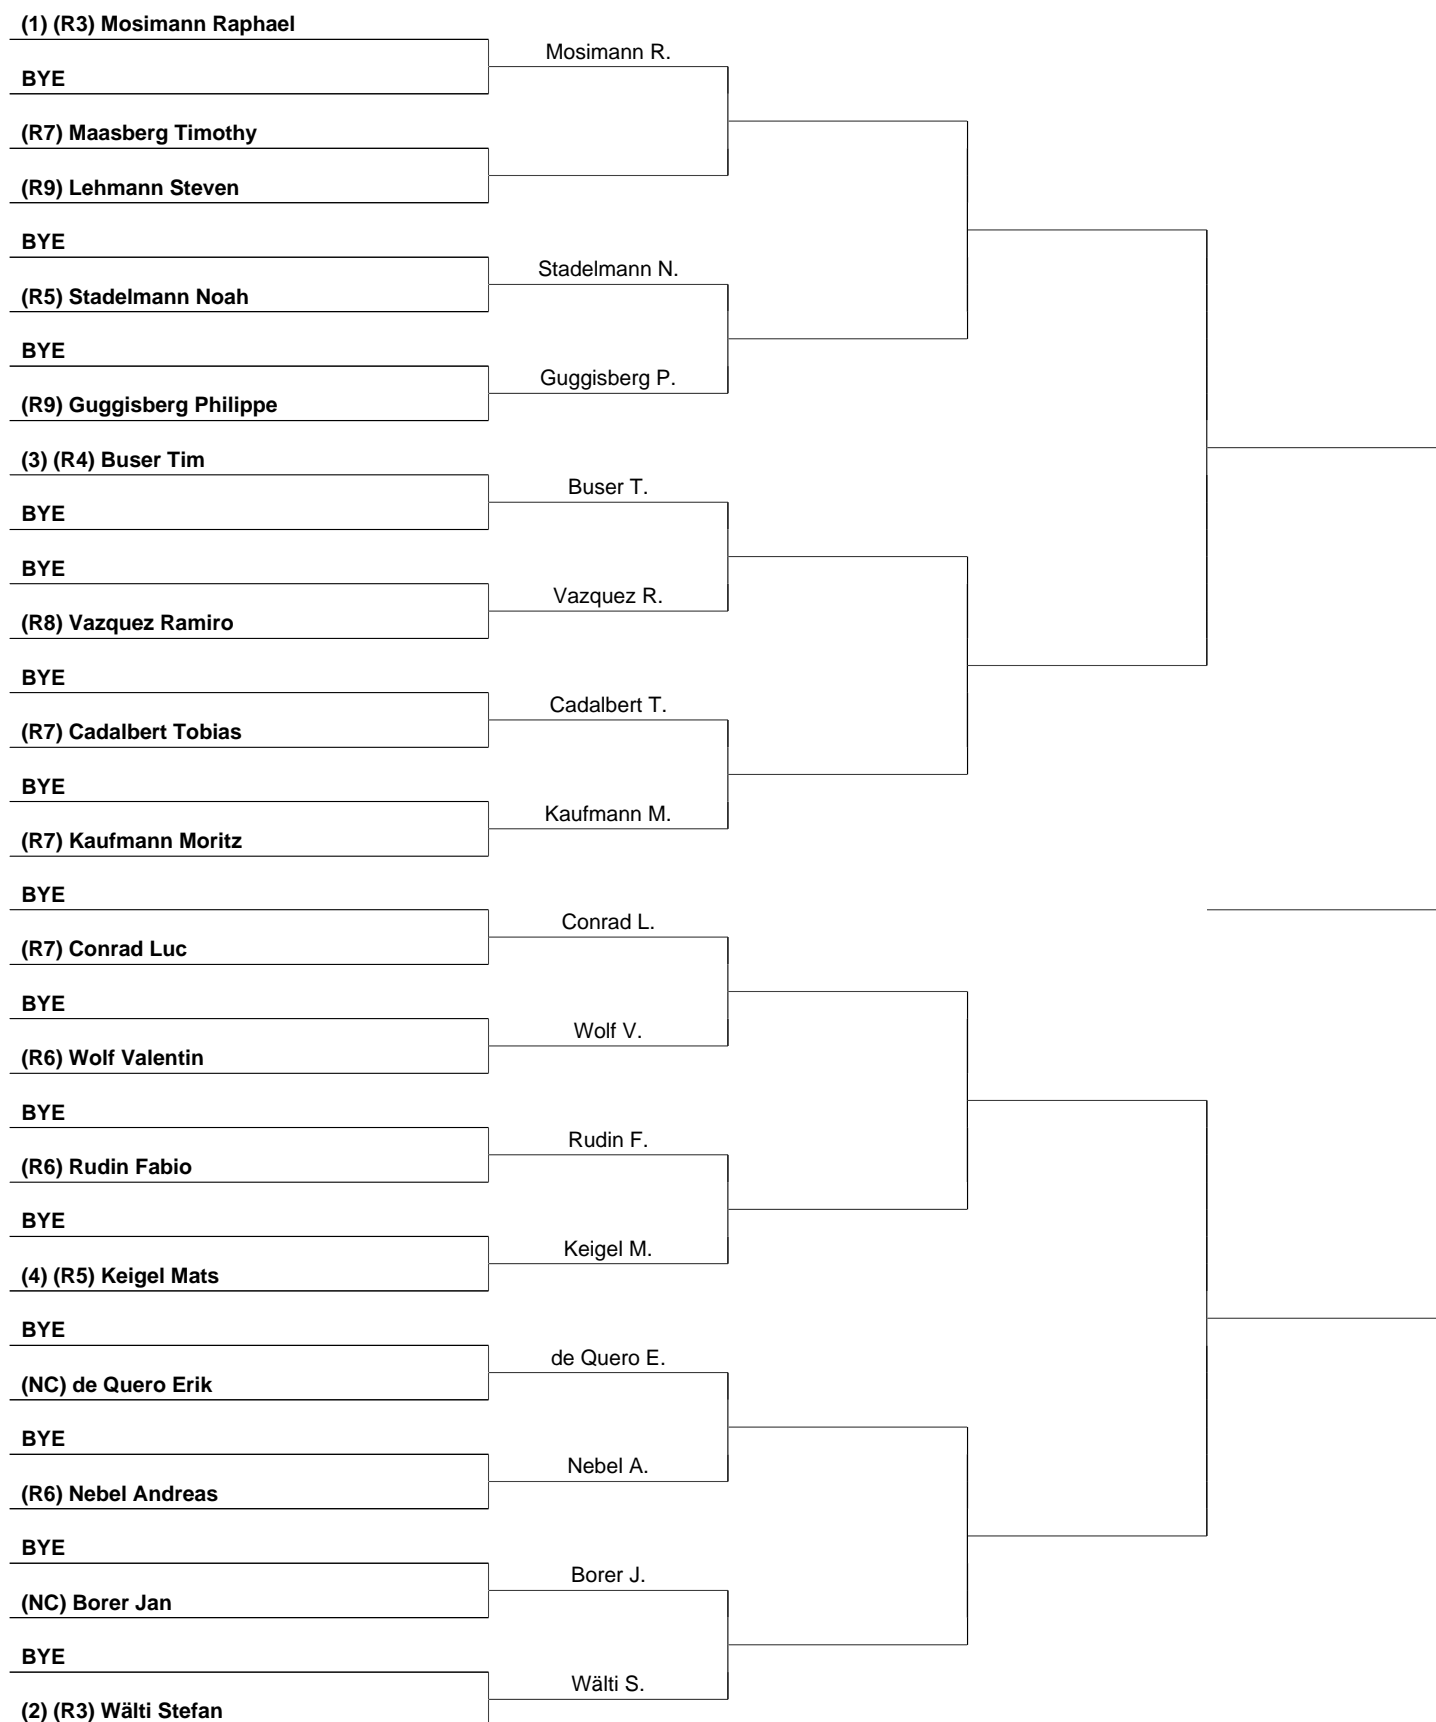 (1) (R3) Mosimann Raphael
Mosimann R.
BYE
(R7) Maasberg Timothy
(R9) Lehmann Steven
BYE
Stadelmann N.
(R5) Stadelmann Noah
BYE
Guggisberg P.
(R9) Guggisberg Philippe
(3) (R4) Buser Tim
Buser T.
BYE
BYE
Vazquez R.
(R8) Vazquez Ramiro
BYE
Cadalbert T.
(R7) Cadalbert Tobias
BYE
Kaufmann M.
(R7) Kaufmann Moritz
BYE
Conrad L.
(R7) Conrad Luc
BYE
Wolf V.
(R6) Wolf Valentin
BYE
Rudin F.
(R6) Rudin Fabio
BYE
Keigel M.
(4) (R5) Keigel Mats
BYE
de Quero E.
(NC) de Quero Erik
BYE
Nebel A.
(R6) Nebel Andreas
BYE
Borer J.
(NC) Borer Jan
BYE
Wälti S.
(2) (R3) Wälti Stefan